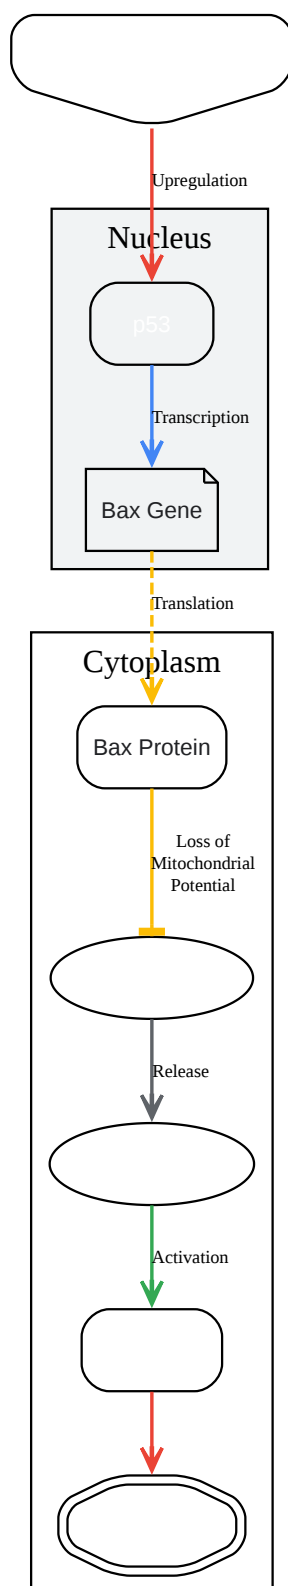 Upregulation
Nucleus
p53
Transcription
Bax Gene
Translation
Cytoplasm
Bax Protein
Loss of
Mitochondrial
Potential
Release
Activation